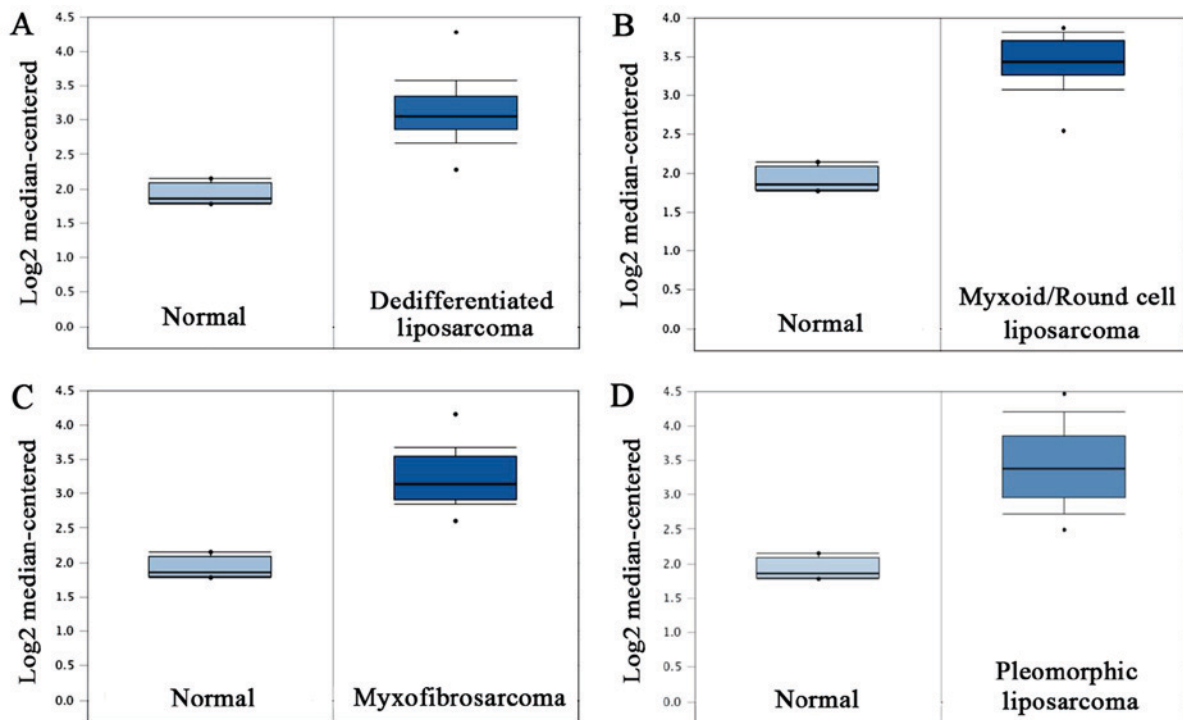 A
Log2 median-centered
4.5
4.0
3.5
3.0
2.5
2.0
1.5
1.0
0.5
0.0
Normal
Dedifferentiated
liposarcoma
B
Log2 median-centered
4.0
3.5
3.0
2.5
2.0
1.5
1.0
0.5
0.0
Normal
Myxoid/Round cell
liposarcoma
C
Log2 median-centered
4.5
4.0
3.5
3.0
2.5
2.0
1.5
1.0
0.5
0.0
Normal
Myxofibrosarcoma
D
Log2 median-centered
4.5
4.0
3.5
3.0
2.5
2.0
1.5
1.0
0.5
0.0
Normal
Pleomorphic
liposarcoma